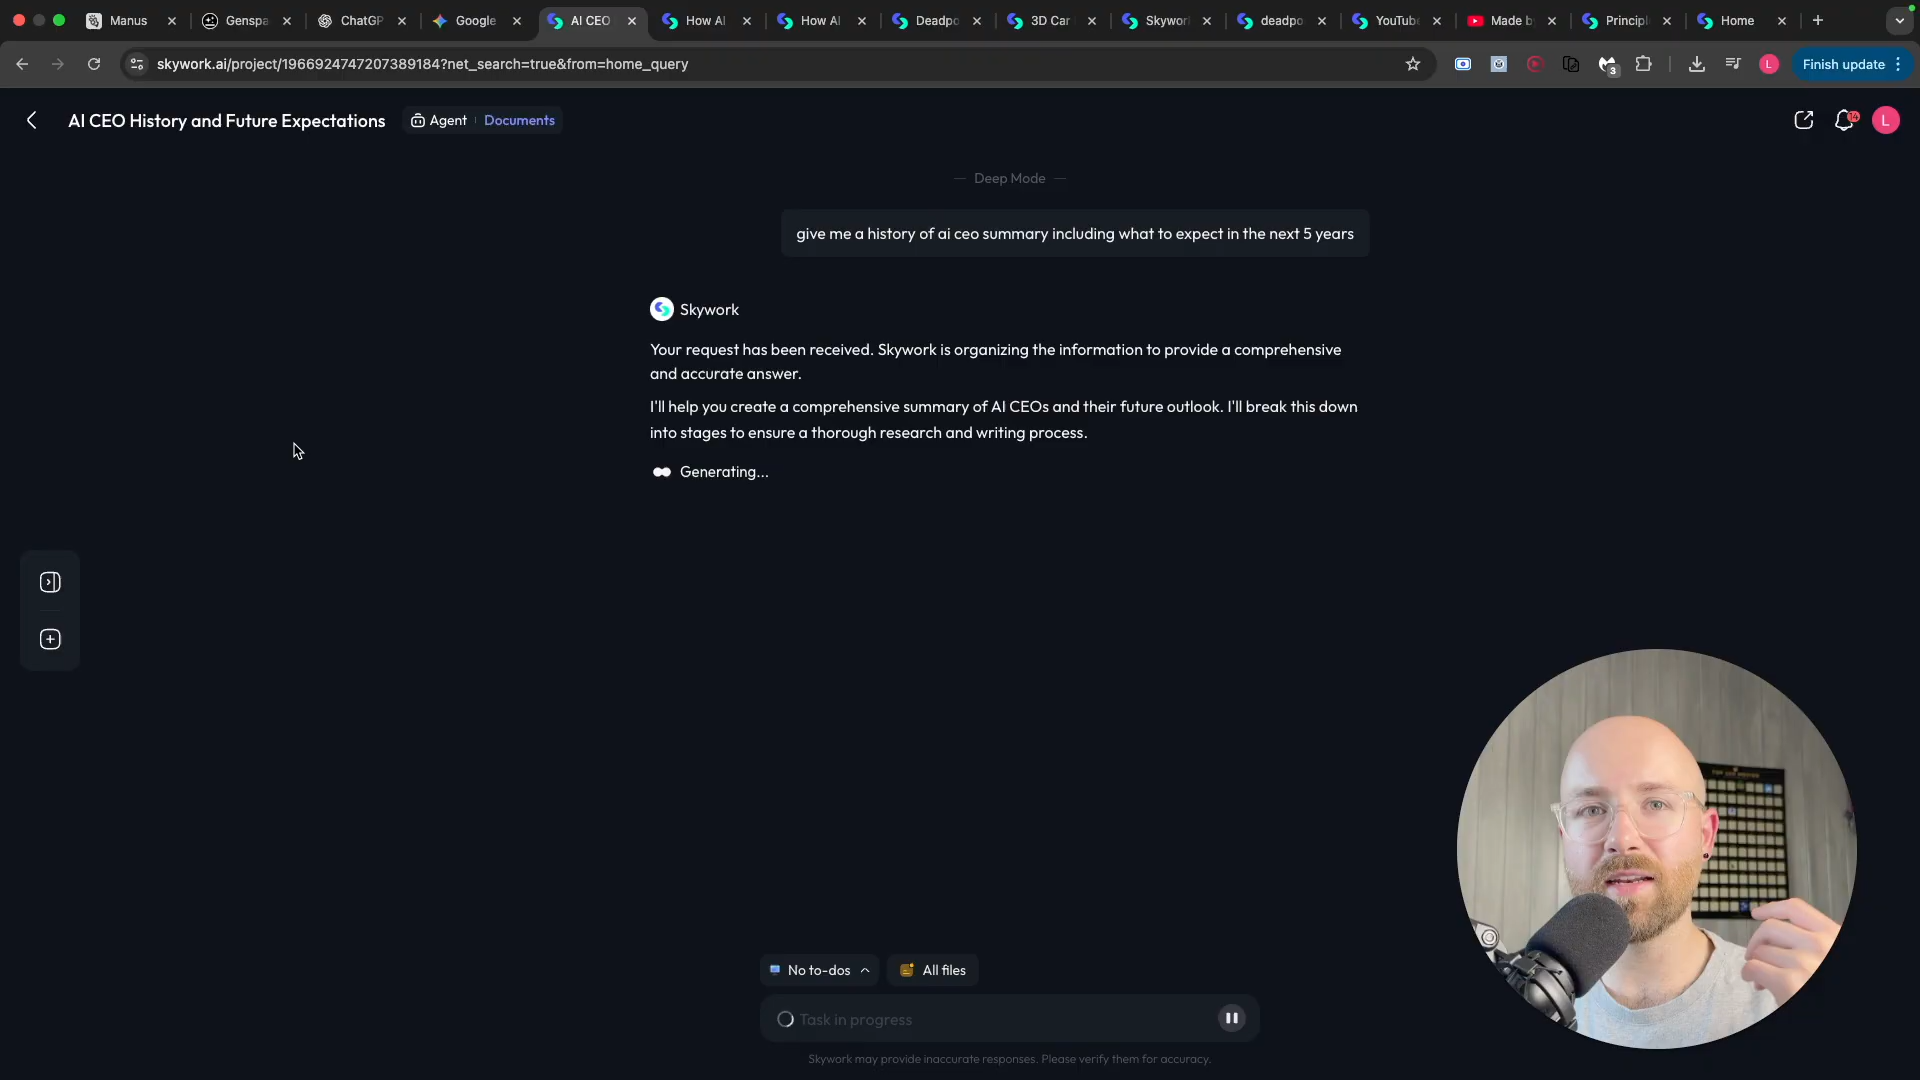 Manus
Genspa
ChatGP
Google
AI CEO
How AI
How AI
Deadpo
3D Car
Skywor
deadpo
YouTube
Made b
Principl
Home
skywork.ai/project/1966924747207389184?net_search=true&from=home_query
3
L
Finish update
AI CEO History and Future Expectations
Agent
Documents
14
L
Deep Mode
give me a history of ai ceo summary including what to expect in the next 5 years
Skywork
Your request has been received. Skywork is organizing the information to provide a comprehensive
and accurate answer.
I'll help you create a comprehensive summary of AI CEOs and their future outlook. I'll break this down
into stages to ensure a thorough research and writing process.
Generating...
No to-dos
All files
Task in progress
Skywork may provide inaccurate responses. Please verify them for accuracy.